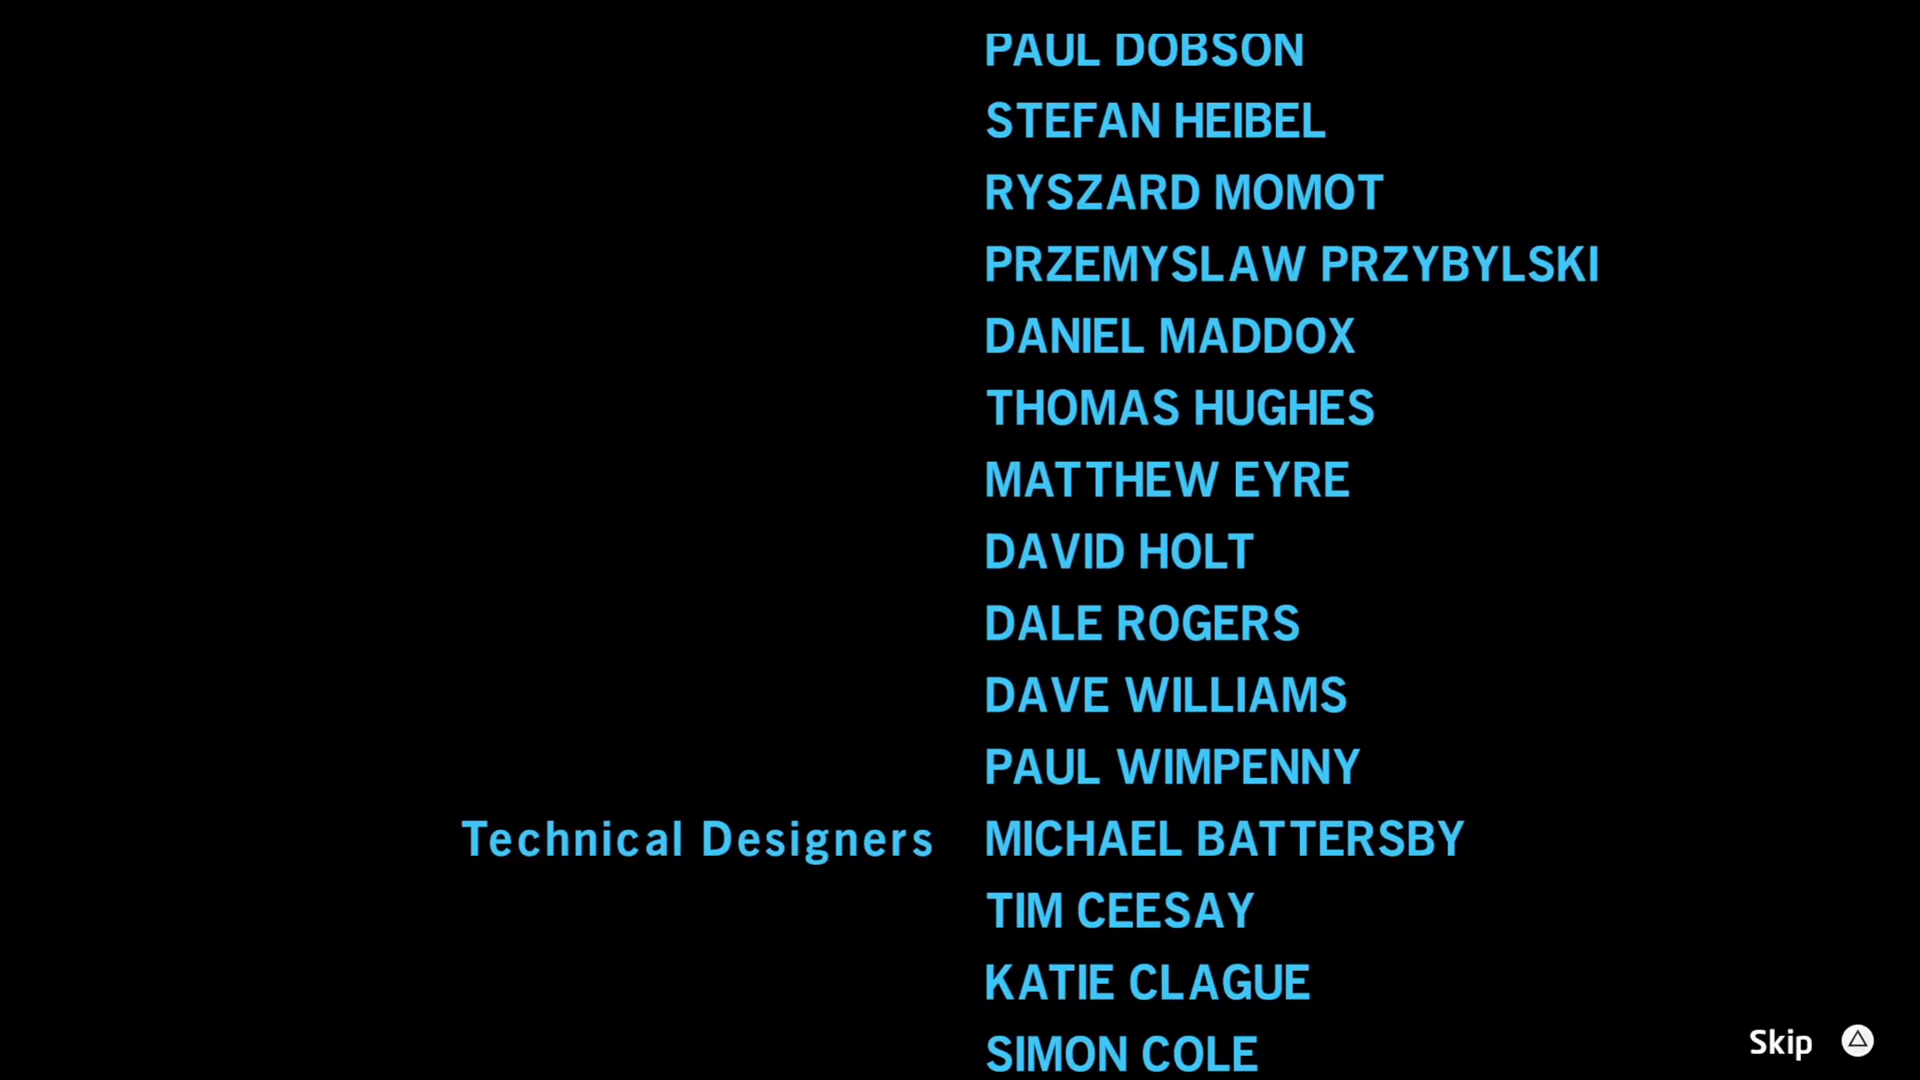 PAUL DOBSON
STEFAN HEIBEL
RYSZARD MOMOT
PRZEMYSLAW PRZYBYLSKI
DANIEL MADDOX
THOMAS HUGHES
MATTHEW EYRE
DAVID HOLT
DALE ROGERS
DAVE WILLIAMS
PAUL WIMPENNY
Technical Designers MICHAEL BATTERSBY
TIM CEESAY
KATIE CLAGUE
SIMON COLE
Skip